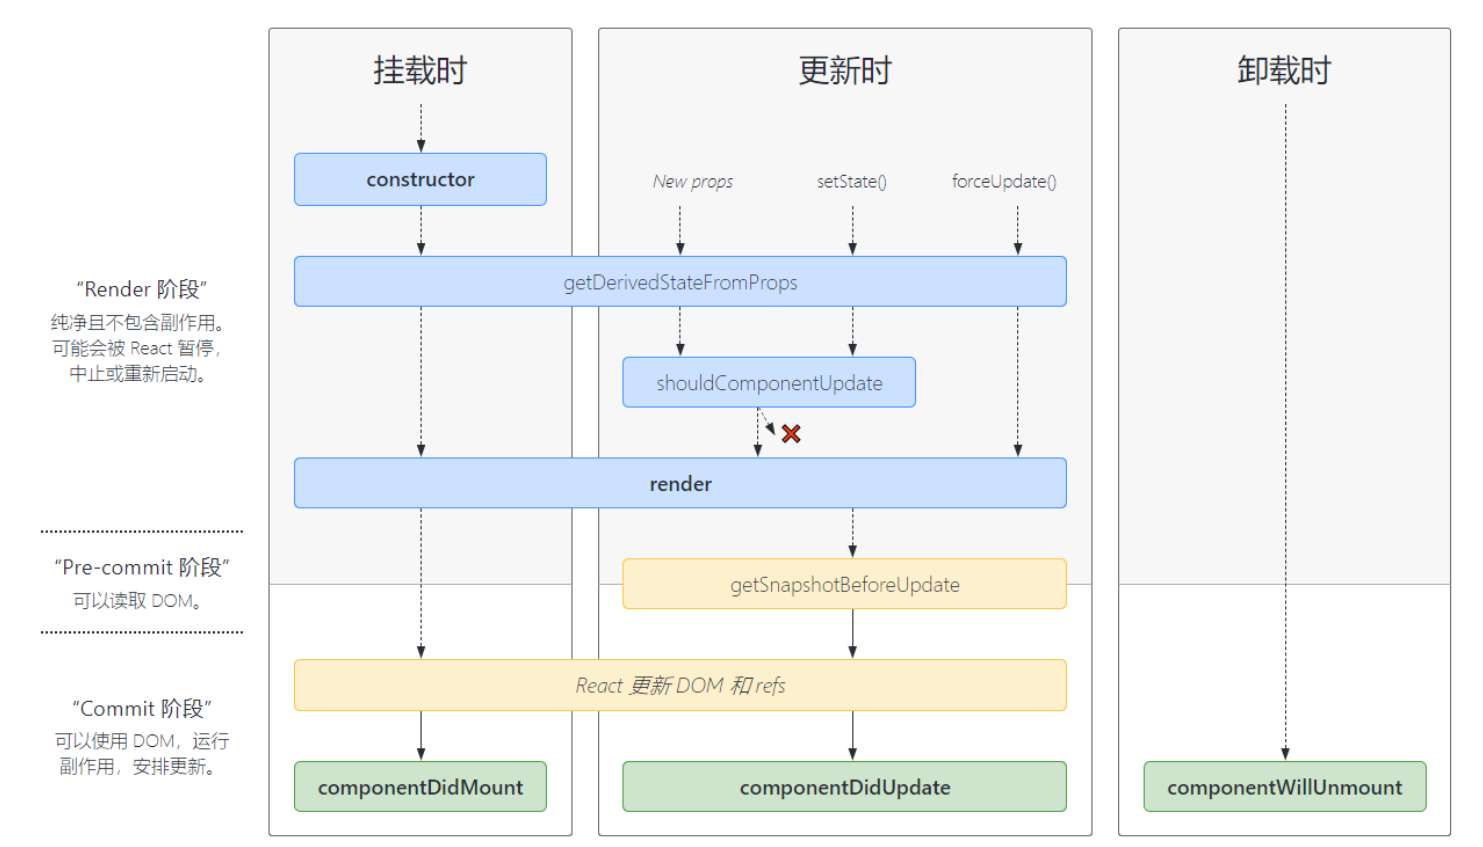 挂载时
更新时
卸载时
constructor
New props
setState()
forceUpdate()
getDerivedStateFromProps
“Render 阶段”
纯净且不包含副作用。
可能会被 React 暂停，
中止或重新启动。
shouldComponentUpdate
render
“Pre-commit 阶段”
可以读取 DOM。
getSnapshotBeforeUpdate
React 更新 DOM 和 refs
“Commit 阶段”
可以使用 DOM，运行
副作用，安排更新。
componentDidMount
componentDidUpdate
componentWillUnmount